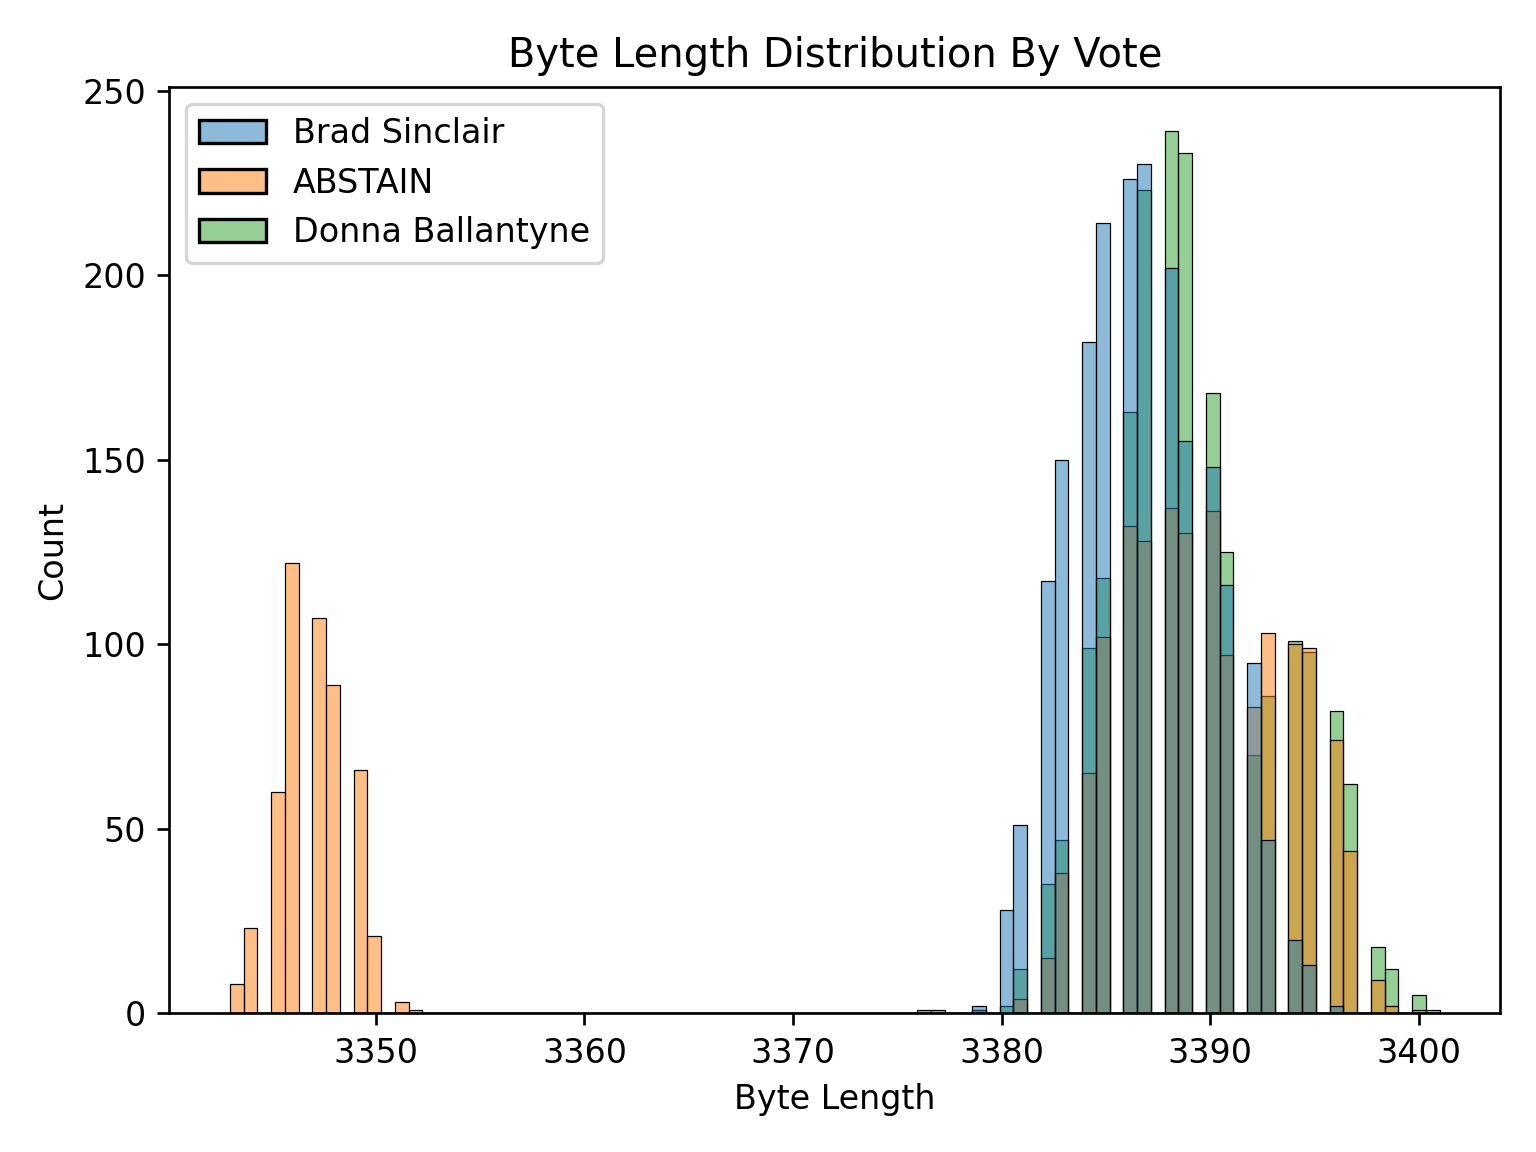 Byte Length Distribution By Vote
250
200
150
100
50
0
Count
Brad Sinclair
ABSTAIN
Donna Ballantyne
3350 3360 3370 3380 3390 3400
Byte Length